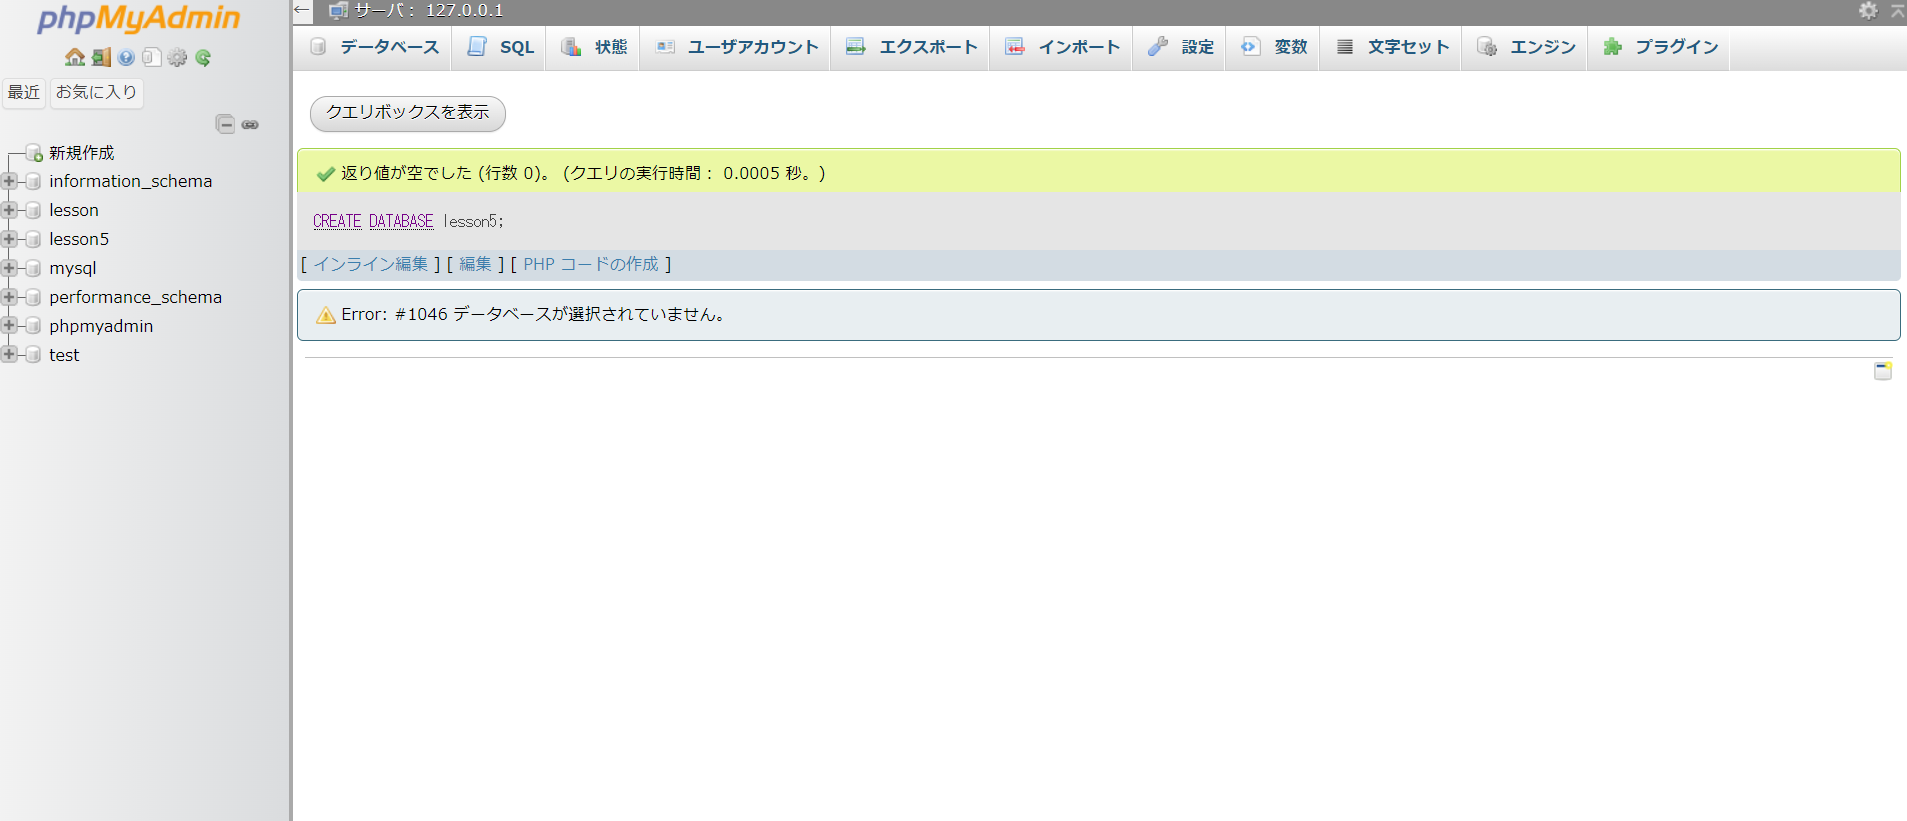 phpMyAdmin
最近 お気に入り
新規作成
information_schema
lesson
lesson5
mysql
performance_schema
phpmyadmin
test
サーバ： 127.0.0.1
データベース SQL 状態 ユーザアカウント エクスポート インポート 設定 変数 文字セット エンジン プラグイン
クエリボックスを表示
返り値が空でした (行数 0)。 (クエリの実行時間： 0.0005 秒。)
CREATE DATABASE lesson5;
[ インライン編集 ] [ 編集 ] [ PHP コードの作成 ]
Error: #1046 データベースが選択されていません。